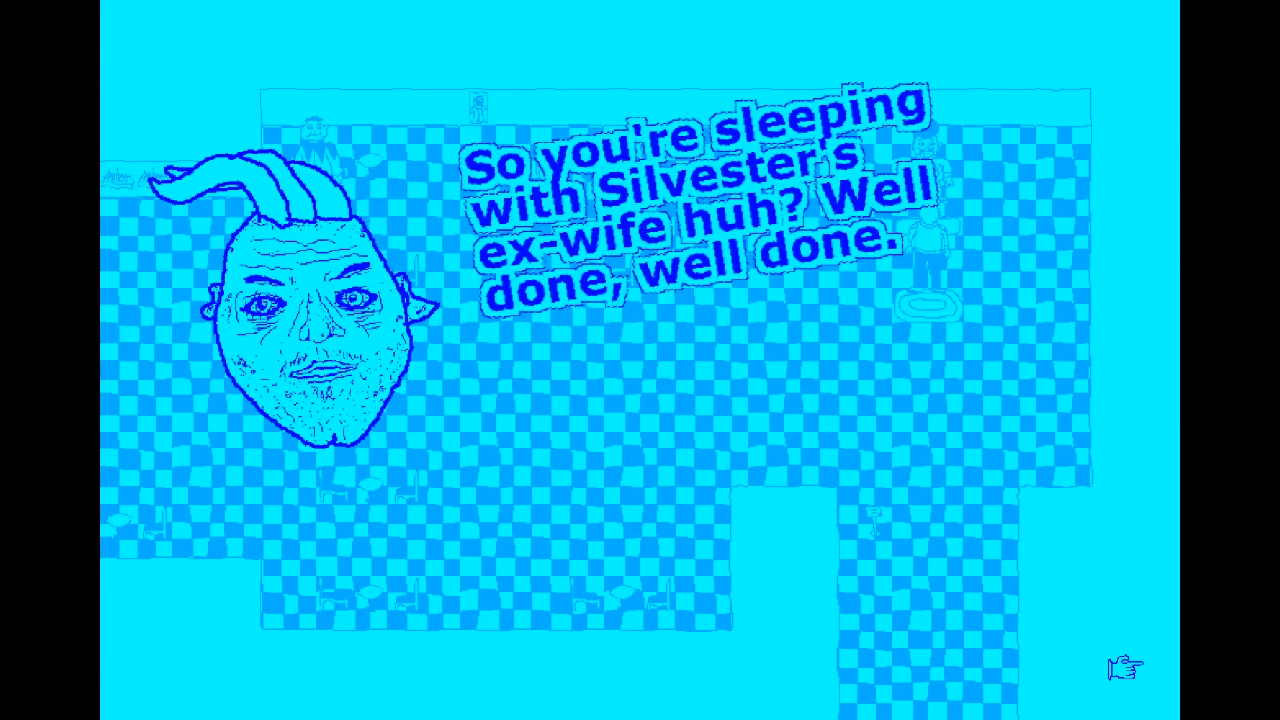 So you're sleeping
with Silvester's
ex-wife huh? Well
done, well done.